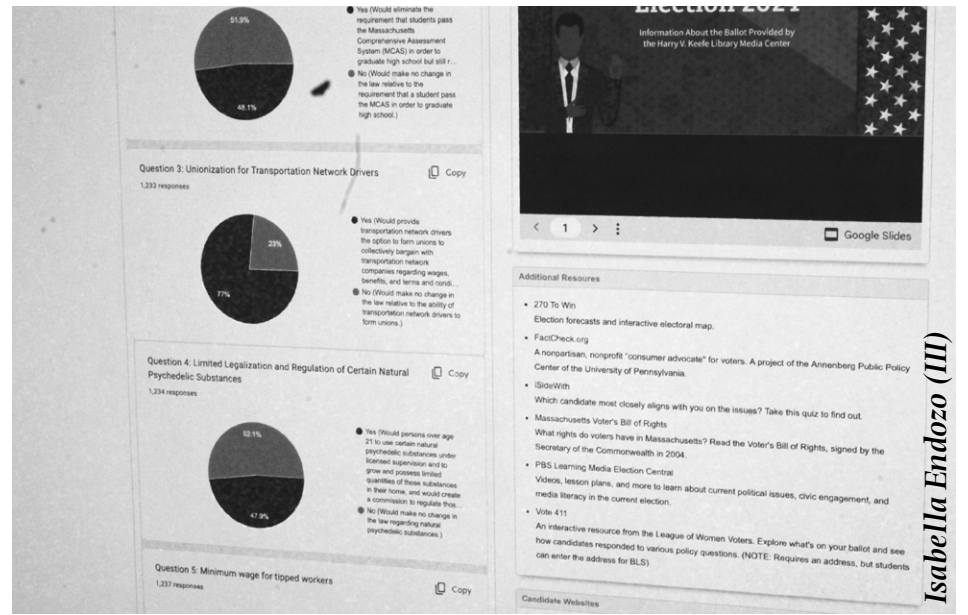 51.9%
48.1%
Yes (Would eliminate the
requirement that students pass
the Massachusetts
Comprehensive Assessment
System (MCAS) in order to
graduate high school but still r...
No (Would make no change in
the law relative to the
requirement that a student pass
the MCAS in order to graduate
high school.)
Question 3: Unionization for Transportation Network Drivers
Copy
1,233 responses
23%
77%
Yes (Would provide
transportation network drivers
the option to form unions to
collectively bargain with
transportation network
companies regarding wages,
benefits, and terms and condi...
No (Would make no change in
the law relative to the ability of
transportation network drivers to
form unions.)
Question 4: Limited Legalization and Regulation of Certain Natural
Psychedelic Substances
Copy
1,234 responses
52.1%
47.9%
Yes (Would persons over age
21 to use certain natural
psychedelic substances under
licensed supervision and to
grow and possess limited
quantities of those substances
in their home, and would create
a commission to regulate thos...
No (Would make no change in
the law regarding natural
psychedelic substances.)
Question 5: Minimum wage for tipped workers
Copy
1,237 responses
Election 2024
Information About the Ballot Provided by
the Harry V. Keefe Library Media Center
1
Google Slides
Additional Resoures
270 To Win
Election forecasts and interactive electoral map.
FactCheck.org
A nonpartisan, nonprofit "consumer advocate" for voters. A project of the Annenberg Public Policy
Center of the University of Pennsylvania.
iSideWith
Which candidate most closely aligns with you on the issues? Take this quiz to find out.
Massachusetts Voter's Bill of Rights
What rights do voters have in Massachusetts? Read the Voter's Bill of Rights, signed by the
Secretary of the Commonwealth in 2004.
PBS Learning Media Election Central
Videos, lesson plans, and more to learn about current political issues, civic engagement, and
media literacy in the current election.
Vote 411
An interactive resource from the League of Women Voters. Explore what's on your ballot and see
how candidates responded to various policy questions. (NOTE: Requires an address, but students
can enter the address for BLS)
Candidate Websites
Isabella Endozo (III)